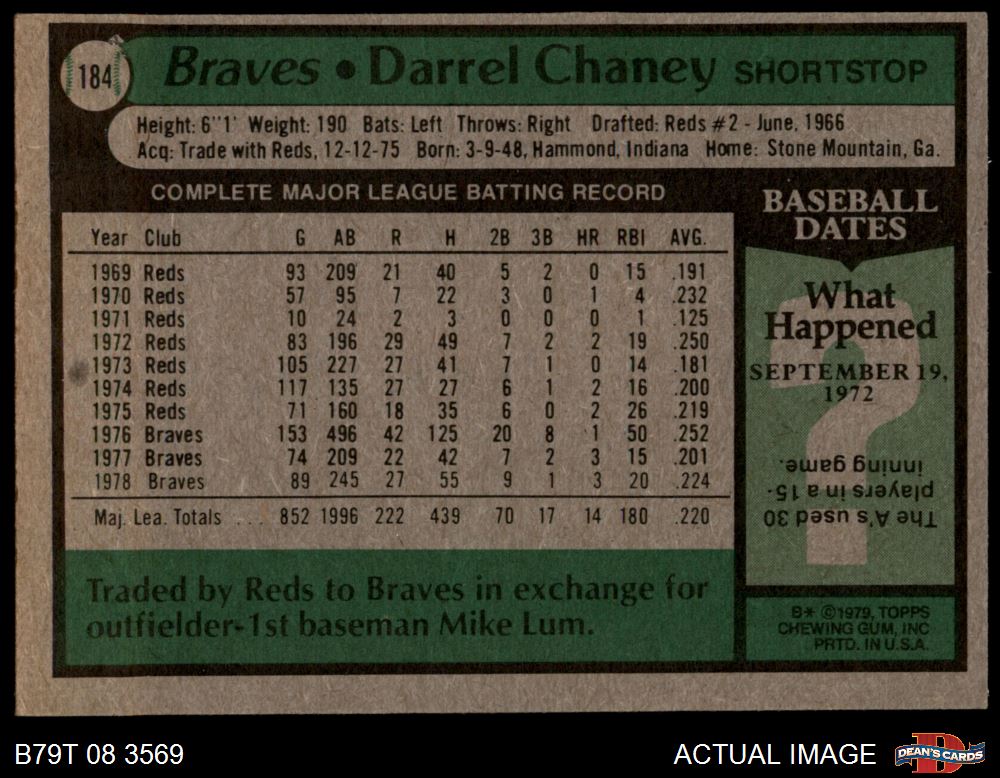 184
Braves • Darrel Chaney SHORTSTOP
Height: 6''1' Weight: 190 Bats: Left Throws: Right Drafted: Reds #2 - June, 1966
Acq: Trade with Reds, 12-12-75 Born: 3-9-48, Hammond, Indiana Home: Stone Mountain, Ga.
COMPLETE MAJOR LEAGUE BATTING RECORD
Year Club G AB R H 2B 3B HR RBI AVG.
1969 Reds 93 209 21 40 5 2 0 15 .191
1970 Reds 57 95 7 22 3 0 1 4 .232
1971 Reds 10 24 2 3 0 0 0 1 .125
1972 Reds 83 196 29 49 7 2 2 19 .250
1973 Reds 105 227 27 41 7 1 0 14 .181
1974 Reds 117 135 27 27 6 1 2 16 .200
1975 Reds 71 160 18 35 6 0 2 26 .219
1976 Braves 153 496 42 125 20 8 1 50 .252
1977 Braves 74 209 22 42 7 2 3 15 .201
1978 Braves 89 245 27 55 9 1 3 20 .224
Maj. Lea. Totals ... 852 1996 222 439 70 17 14 180 .220
Traded by Reds to Braves in exchange for
outfielder-1st baseman Mike Lum.
BASEBALL
DATES
What
Happened
SEPTEMBER 19,
1972
?
The A's used 30
players in a 15-
inning game.
B* ©1979, TOPPS
CHEWING GUM, INC
PRTD. IN U.S.A.
B79T 08 3569
ACTUAL IMAGE
DEAN'S CARDS